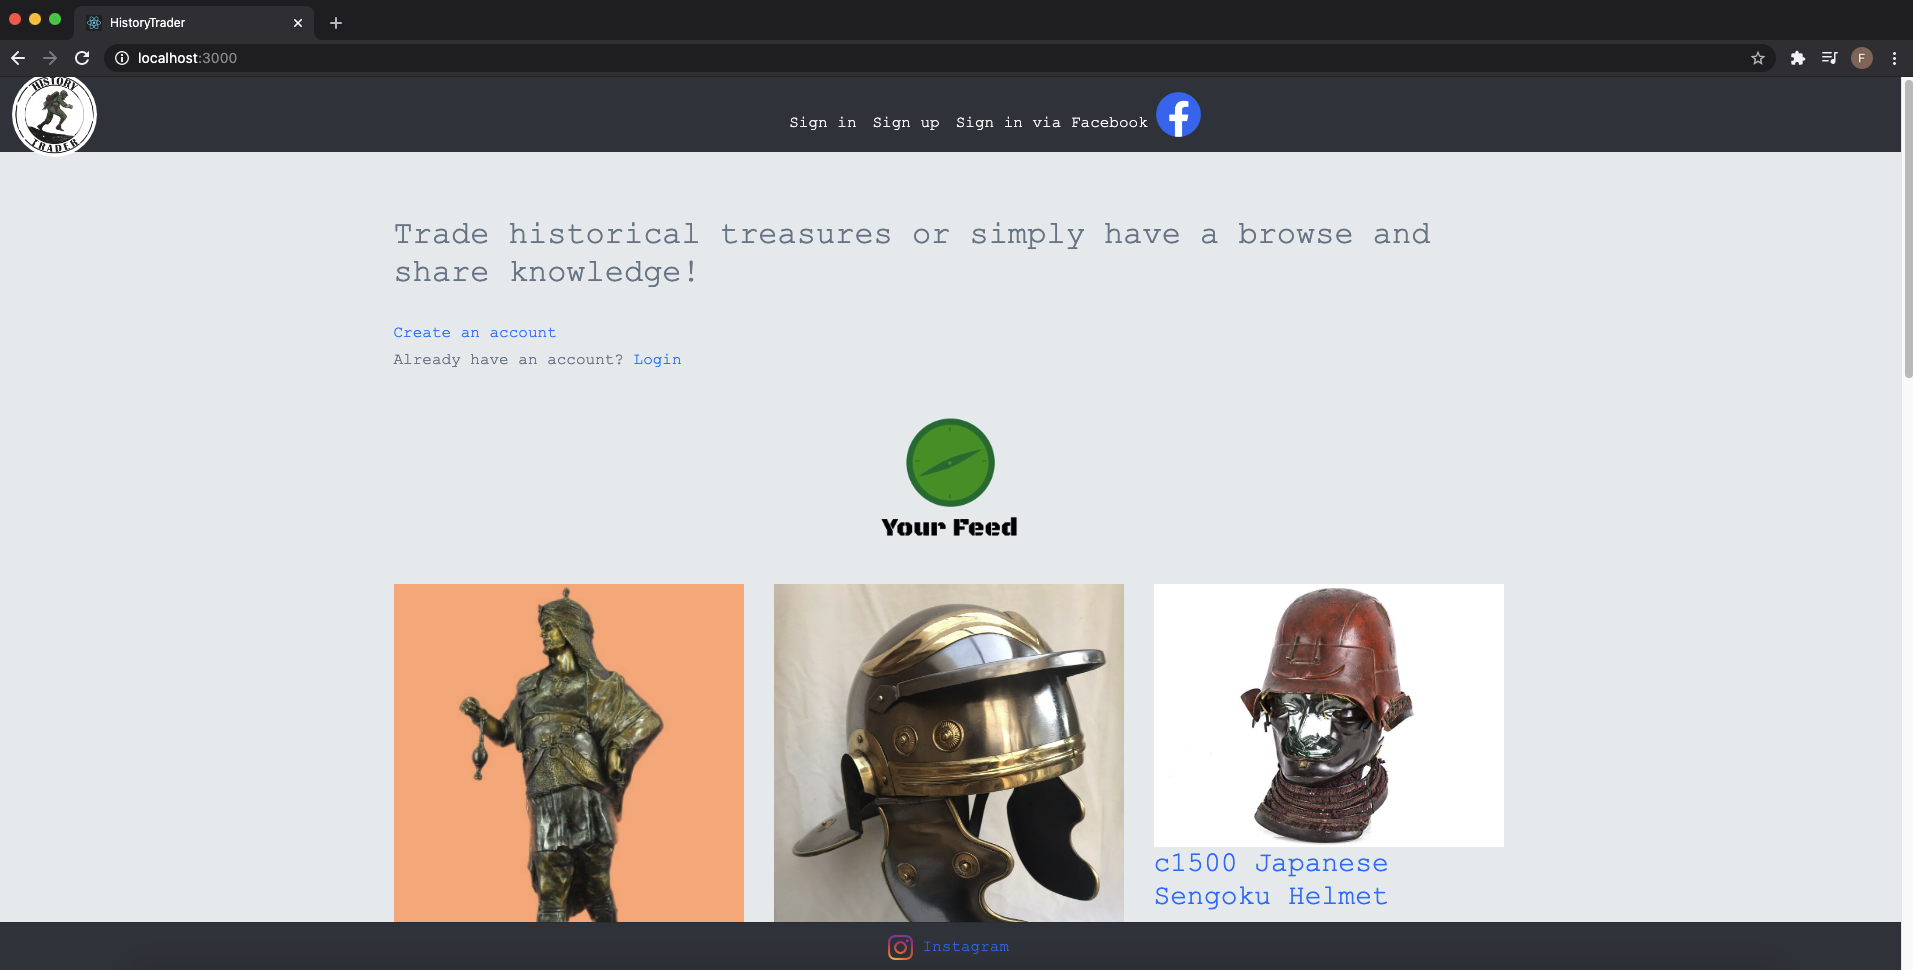 HistoryTrader
localhost:3000
F
HISTORY
TRADER
Sign in Sign up Sign in via Facebook
Trade historical treasures or simply have a browse and
share knowledge!
Create an account
Already have an account? Login
Your Feed
c1500 Japanese
Sengoku Helmet
Instagram